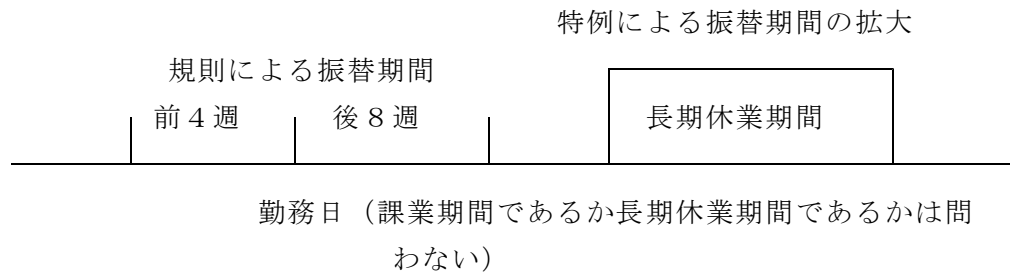 特例による振替期間の拡大
規則による振替期間
前４週　後８週　長期休業期間
勤務日（課業期間であるか長期休業期間であるかは問
わない）